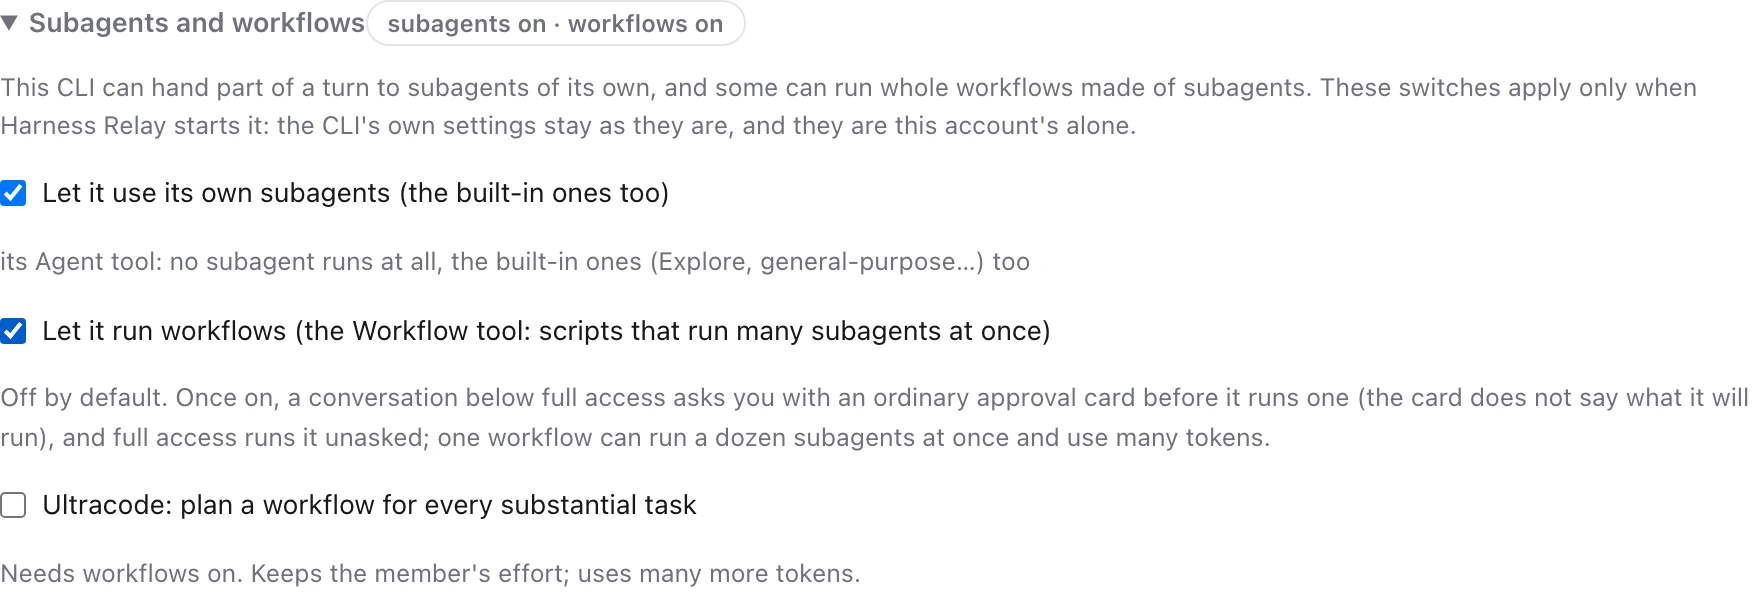 ▼ Subagents and workflows subagents on · workflows on
This CLI can hand part of a turn to subagents of its own, and some can run whole workflows made of subagents. These switches apply only when
Harness Relay starts it: the CLI's own settings stay as they are, and they are this account's alone.
Let it use its own subagents (the built-in ones too)
its Agent tool: no subagent runs at all, the built-in ones (Explore, general-purpose…) too
Let it run workflows (the Workflow tool: scripts that run many subagents at once)
Off by default. Once on, a conversation below full access asks you with an ordinary approval card before it runs one (the card does not say what it will
run), and full access runs it unasked; one workflow can run a dozen subagents at once and use many tokens.
Ultracode: plan a workflow for every substantial task
Needs workflows on. Keeps the member's effort; uses many more tokens.